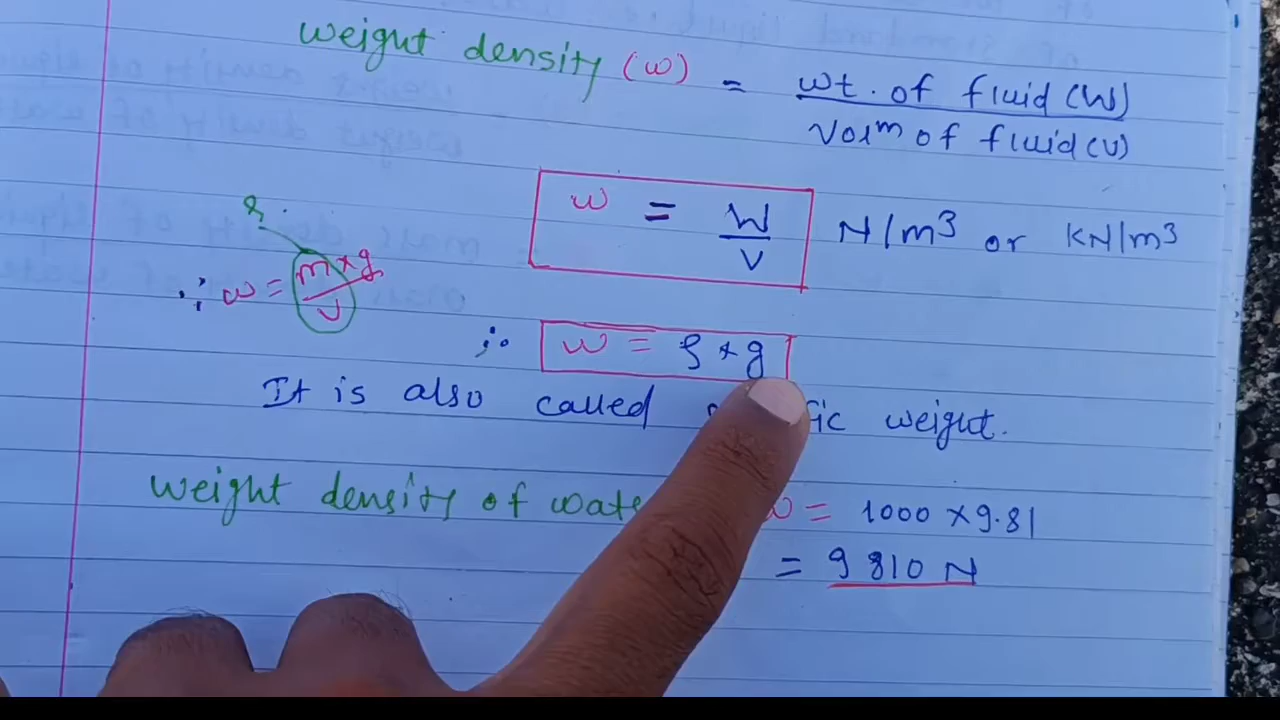 weight density (w) = wt. of fluid (W)
Volm of fluid (v)
w = W/v N/m³ or kN/m³
∴ w = m×g/v
∴ w = ρ*g
It is also called fic weight.
weight density of wate w = 1000 × 9.81
= 9810 N